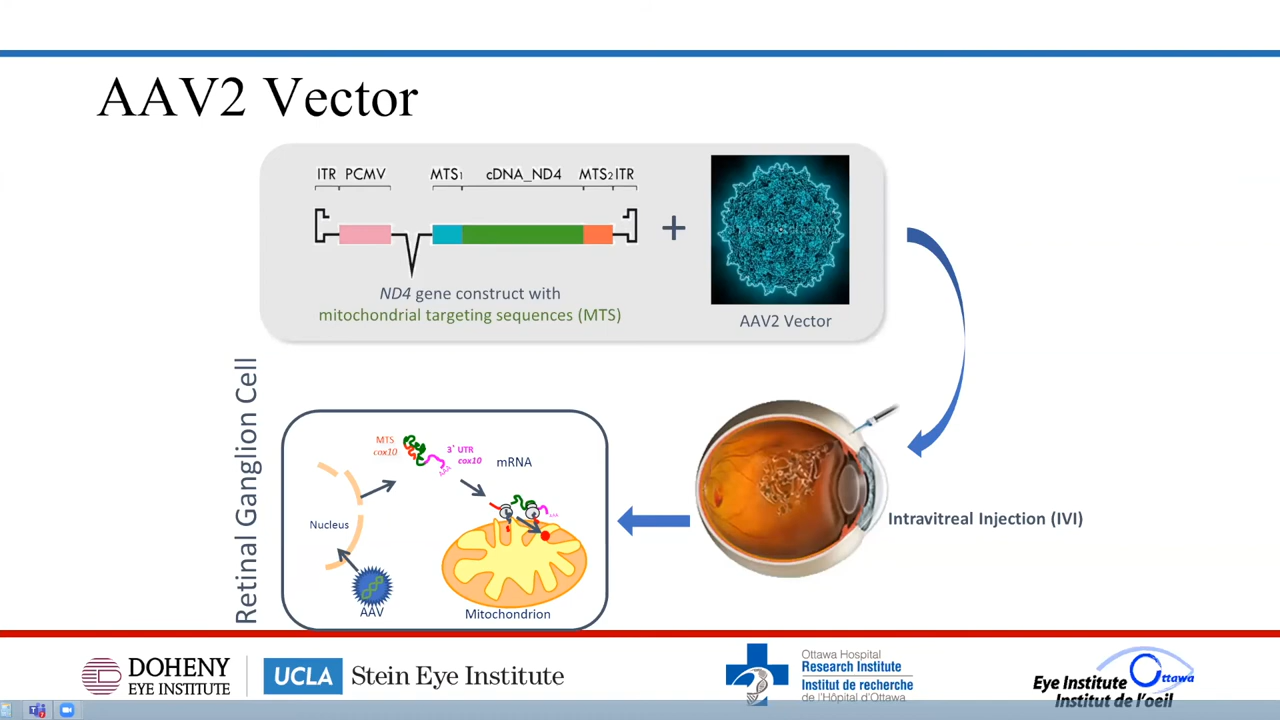 AAV2 Vector
ITR PCMV MTS1 cDNA_ND4 MTS2 ITR
ND4 gene construct with
mitochondrial targeting sequences (MTS)
+
AAV2 Vector
Retinal Ganglion Cell
MTS
cox10
3' UTR
cox10
mRNA
Nucleus
AAV
Mitochondrion
Intravitreal Injection (IVI)
DOHENY
EYE INSTITUTE
UCLA Stein Eye Institute
Ottawa Hospital
Research Institute
Institut de recherche
de l'Hôpital d'Ottawa
Eye Institute Ottawa
Institut de l'oeil